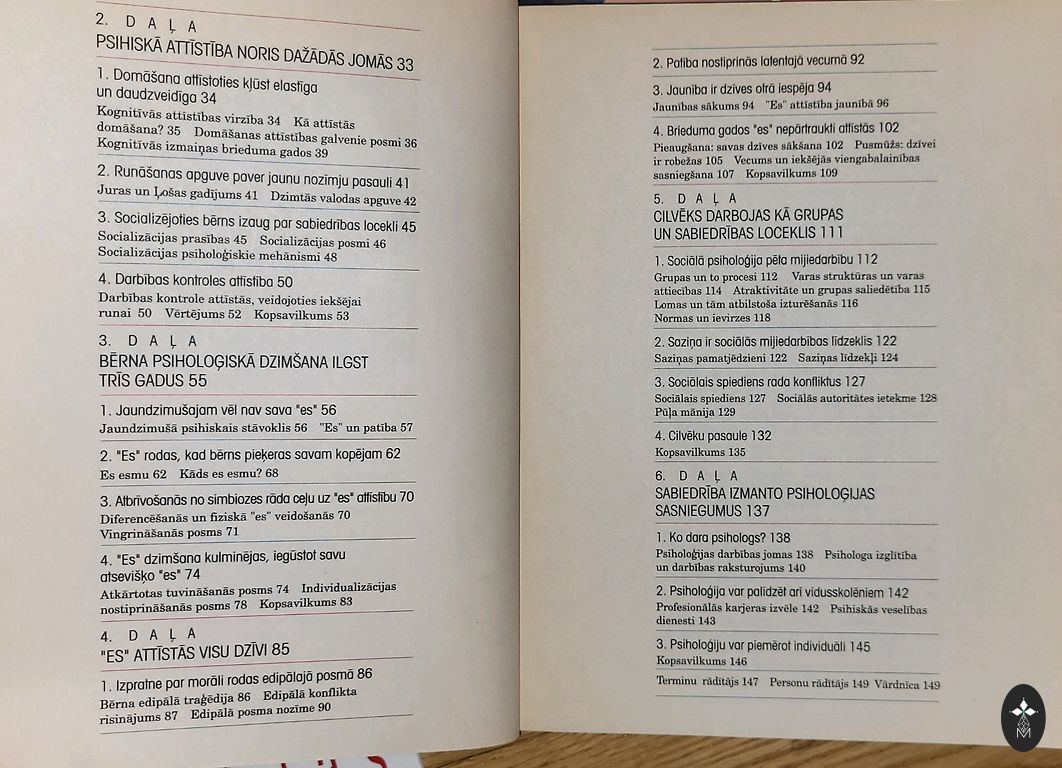 2. DAĻA
PSIHISKĀ ATTĪSTĪBA NORIS DAŽĀDĀS JOMĀS 33
1. Domāšana attīstoties kļūst elastīga
un daudzveidīga 34
Kognitīvās attīstības virzība 34 Kā attīstās
domāšana? 35 Domāšanas attīstības galvenie posmi 36
Kognitīvās izmaiņas brieduma gados 39
2. Runāšanas apguve paver jaunu nozīmju pasauli 41
Juras un Ļošas gadījums 41 Dzimtās valodas apguve 42
3. Socializējoties bērns izaug par sabiedrības locekli 45
Socializācijas prasības 45 Socializācijas posmi 46
Socializācijas psiholoģiskie mehānismi 48
4. Darbības kontroles attīstība 50
Darbības kontrole attīstās, veidojoties iekšējai
runai 50 Vērtējums 52 Kopsavilkums 53
3. DAĻA
BĒRNA PSIHOLOĢISKĀ DZIMŠANA ILGST
TRĪS GADUS 55
1. Jaundzimušajam vēl nav sava "es" 56
Jaundzimušā psihiskais stāvoklis 56 "Es" un patība 57
2. "Es" rodas, kad bērns pieķeras savam kopējam 62
Es esmu 62 Kāds es esmu? 68
3. Atbrīvošanās no simbiozes rāda ceļu uz "es" attīstību 70
Diferencēšanās un fiziskā "es" veidošanās 70
Vingrināšanās posms 71
4. "Es" dzimšana kulminējas, iegūstot savu
atsevišķo "es" 74
Atkārtotas tuvināšanās posms 74 Individualizācijas
nostiprināšanās posms 78 Kopsavilkums 83
4. DAĻA
"ES" ATTĪSTĀS VISU DZĪVI 85
1. Izpratne par morāli rodas edipālajā posmā 86
Bērna edipālā traģēdija 86 Edipālā konflikta
risinājums 87 Edipālā posma nozīme 90
2. Patība nostiprinās latentajā vecumā 92
3. Jaunība ir dzīves otrā iespēja 94
Jaunības sākums 94 "Es" attīstība jaunībā 96
4. Brieduma gados "es" nepārtraukti attīstās 102
Pieaugšana: savas dzīves sākšana 102 Pusmūžs: dzīvei
ir robežas 105 Vecums un iekšējās viengabalainības
sasniegšana 107 Kopsavilkums 109
5. DAĻA
CILVĒKS DARBOJAS KĀ GRUPAS
UN SABIEDRĪBAS LOCEKLIS 111
1. Sociālā psiholoģija pēta mijiedarbību 112
Grupas un to procesi 112 Varas struktūras un varas
attiecības 114 Atraktivitāte un grupas saliedētība 115
Lomas un tām atbilstoša izturēšanās 116
Normas un ievirzes 118
2. Saziņa ir sociālās mijiedarbības līdzeklis 122
Saziņas pamatjēdzieni 122 Saziņas līdzekļi 124
3. Sociālais spiediens rada konfliktus 127
Sociālais spiediens 127 Sociālās autoritātes ietekme 128
Pūļa mānija 129
4. Cilvēku pasaule 132
Kopsavilkums 135
6. DAĻA
SABIEDRĪBA IZMANTO PSIHOLOĢIJAS
SASNIEGUMUS 137
1. Ko dara psihologs? 138
Psiholoģijas darbības jomas 138 Psihologa izglītība
un darbības raksturojums 140
2. Psiholoģija var palīdzēt arī vidusskolēniem 142
Profesionālās karjeras izvēle 142 Psihiskās veselības
dienesti 143
3. Psiholoģiju var piemērot individuāli 145
Kopsavilkums 146
Terminu rādītājs 147 Personu rādītājs 149 Vārdnīca 149
M